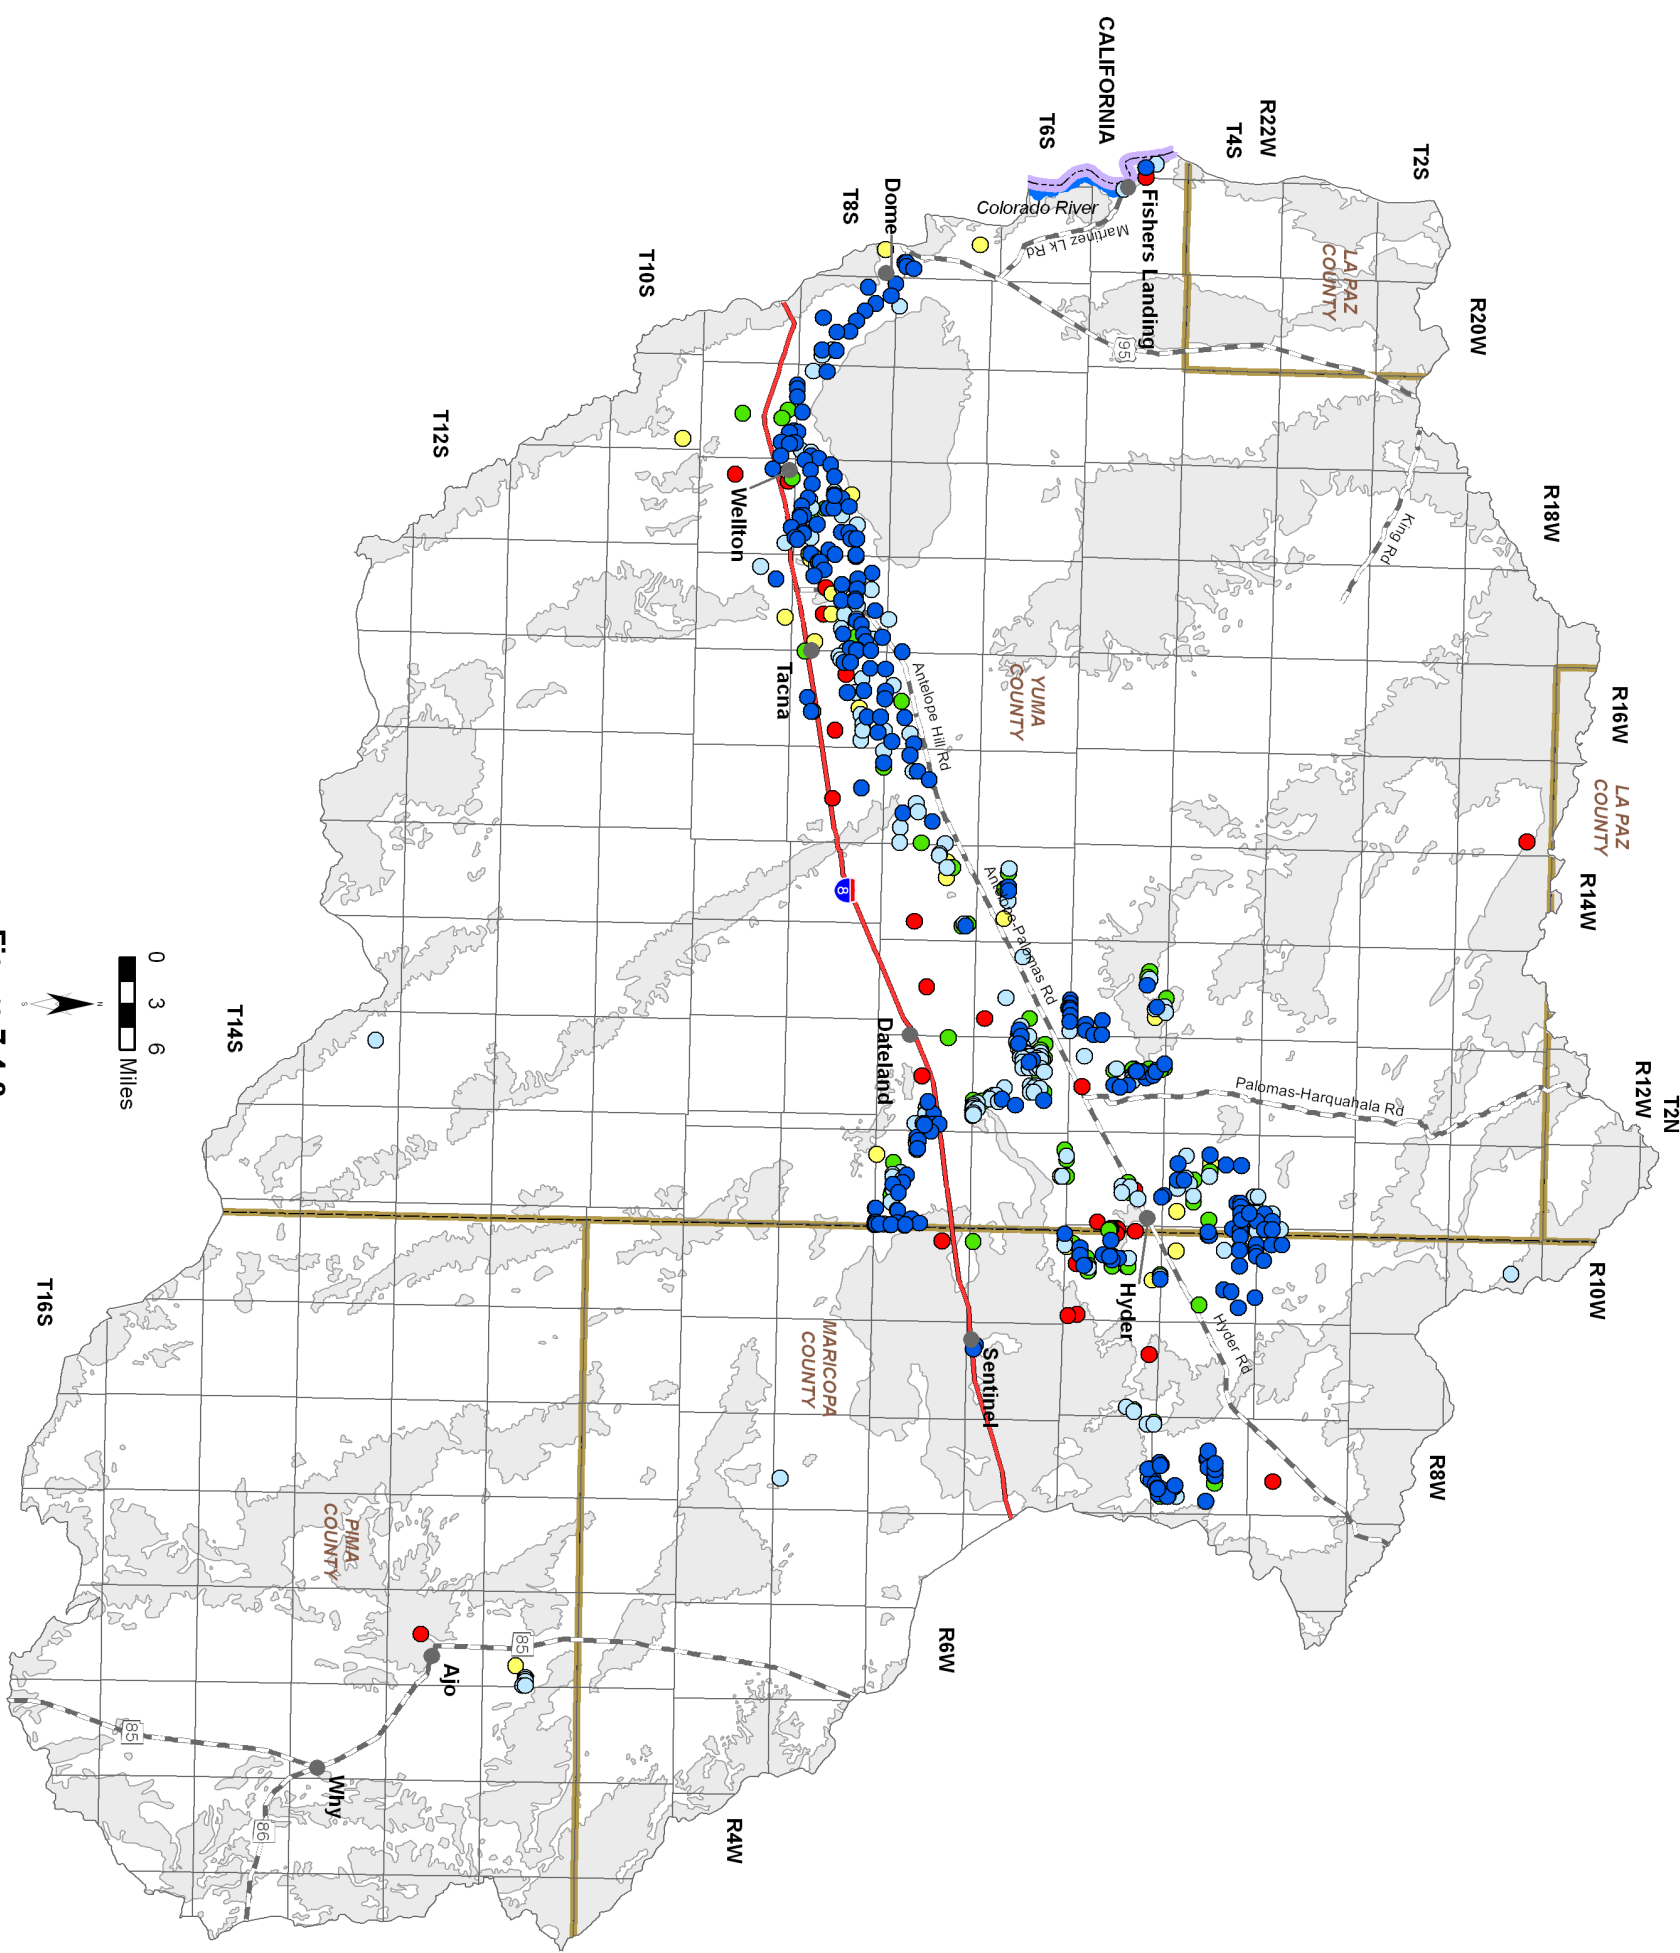 T2N
R12W
R10W
R14W
R16W
LA PAZ
COUNTY
R18W
R20W
T2S
R8W
King Rd
LA PAZ
COUNTY
Palomas-Harquahala Rd
R22W
T4S
Hyder Rd
Fishers Landing
95
Hyder
CALIFORNIA
Martinez Lk Rd
T6S
Colorado River
YUMA
COUNTY
Antelope-Palomas Rd
Sentinel
Antelope Hill Rd
R6W
Dome
T8S
Dateland
8
MARICOPA
COUNTY
Tacna
Wellton
R4W
T10S
85
T12S
Ajo
PIMA
COUNTY
Why
86
T14S
0
3
6
Miles
85
T16S
N
S